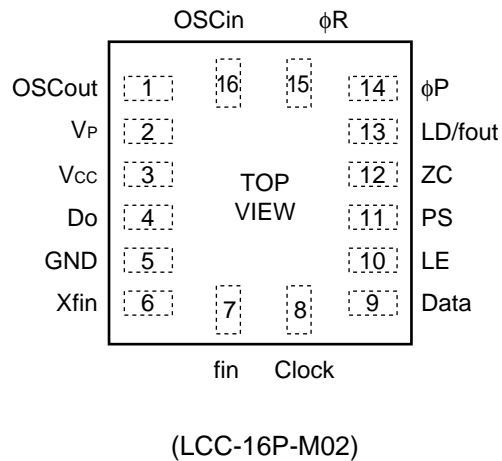 OSCin ϕR
16 15
OSCout 1 14 ϕP
VP 2 13 LD/fout
VCC 3 12 ZC
TOP
VIEW
Do 4 11 PS
GND 5 10 LE
Xfin 6 7 8 9 Data
fin Clock
(LCC-16P-M02)